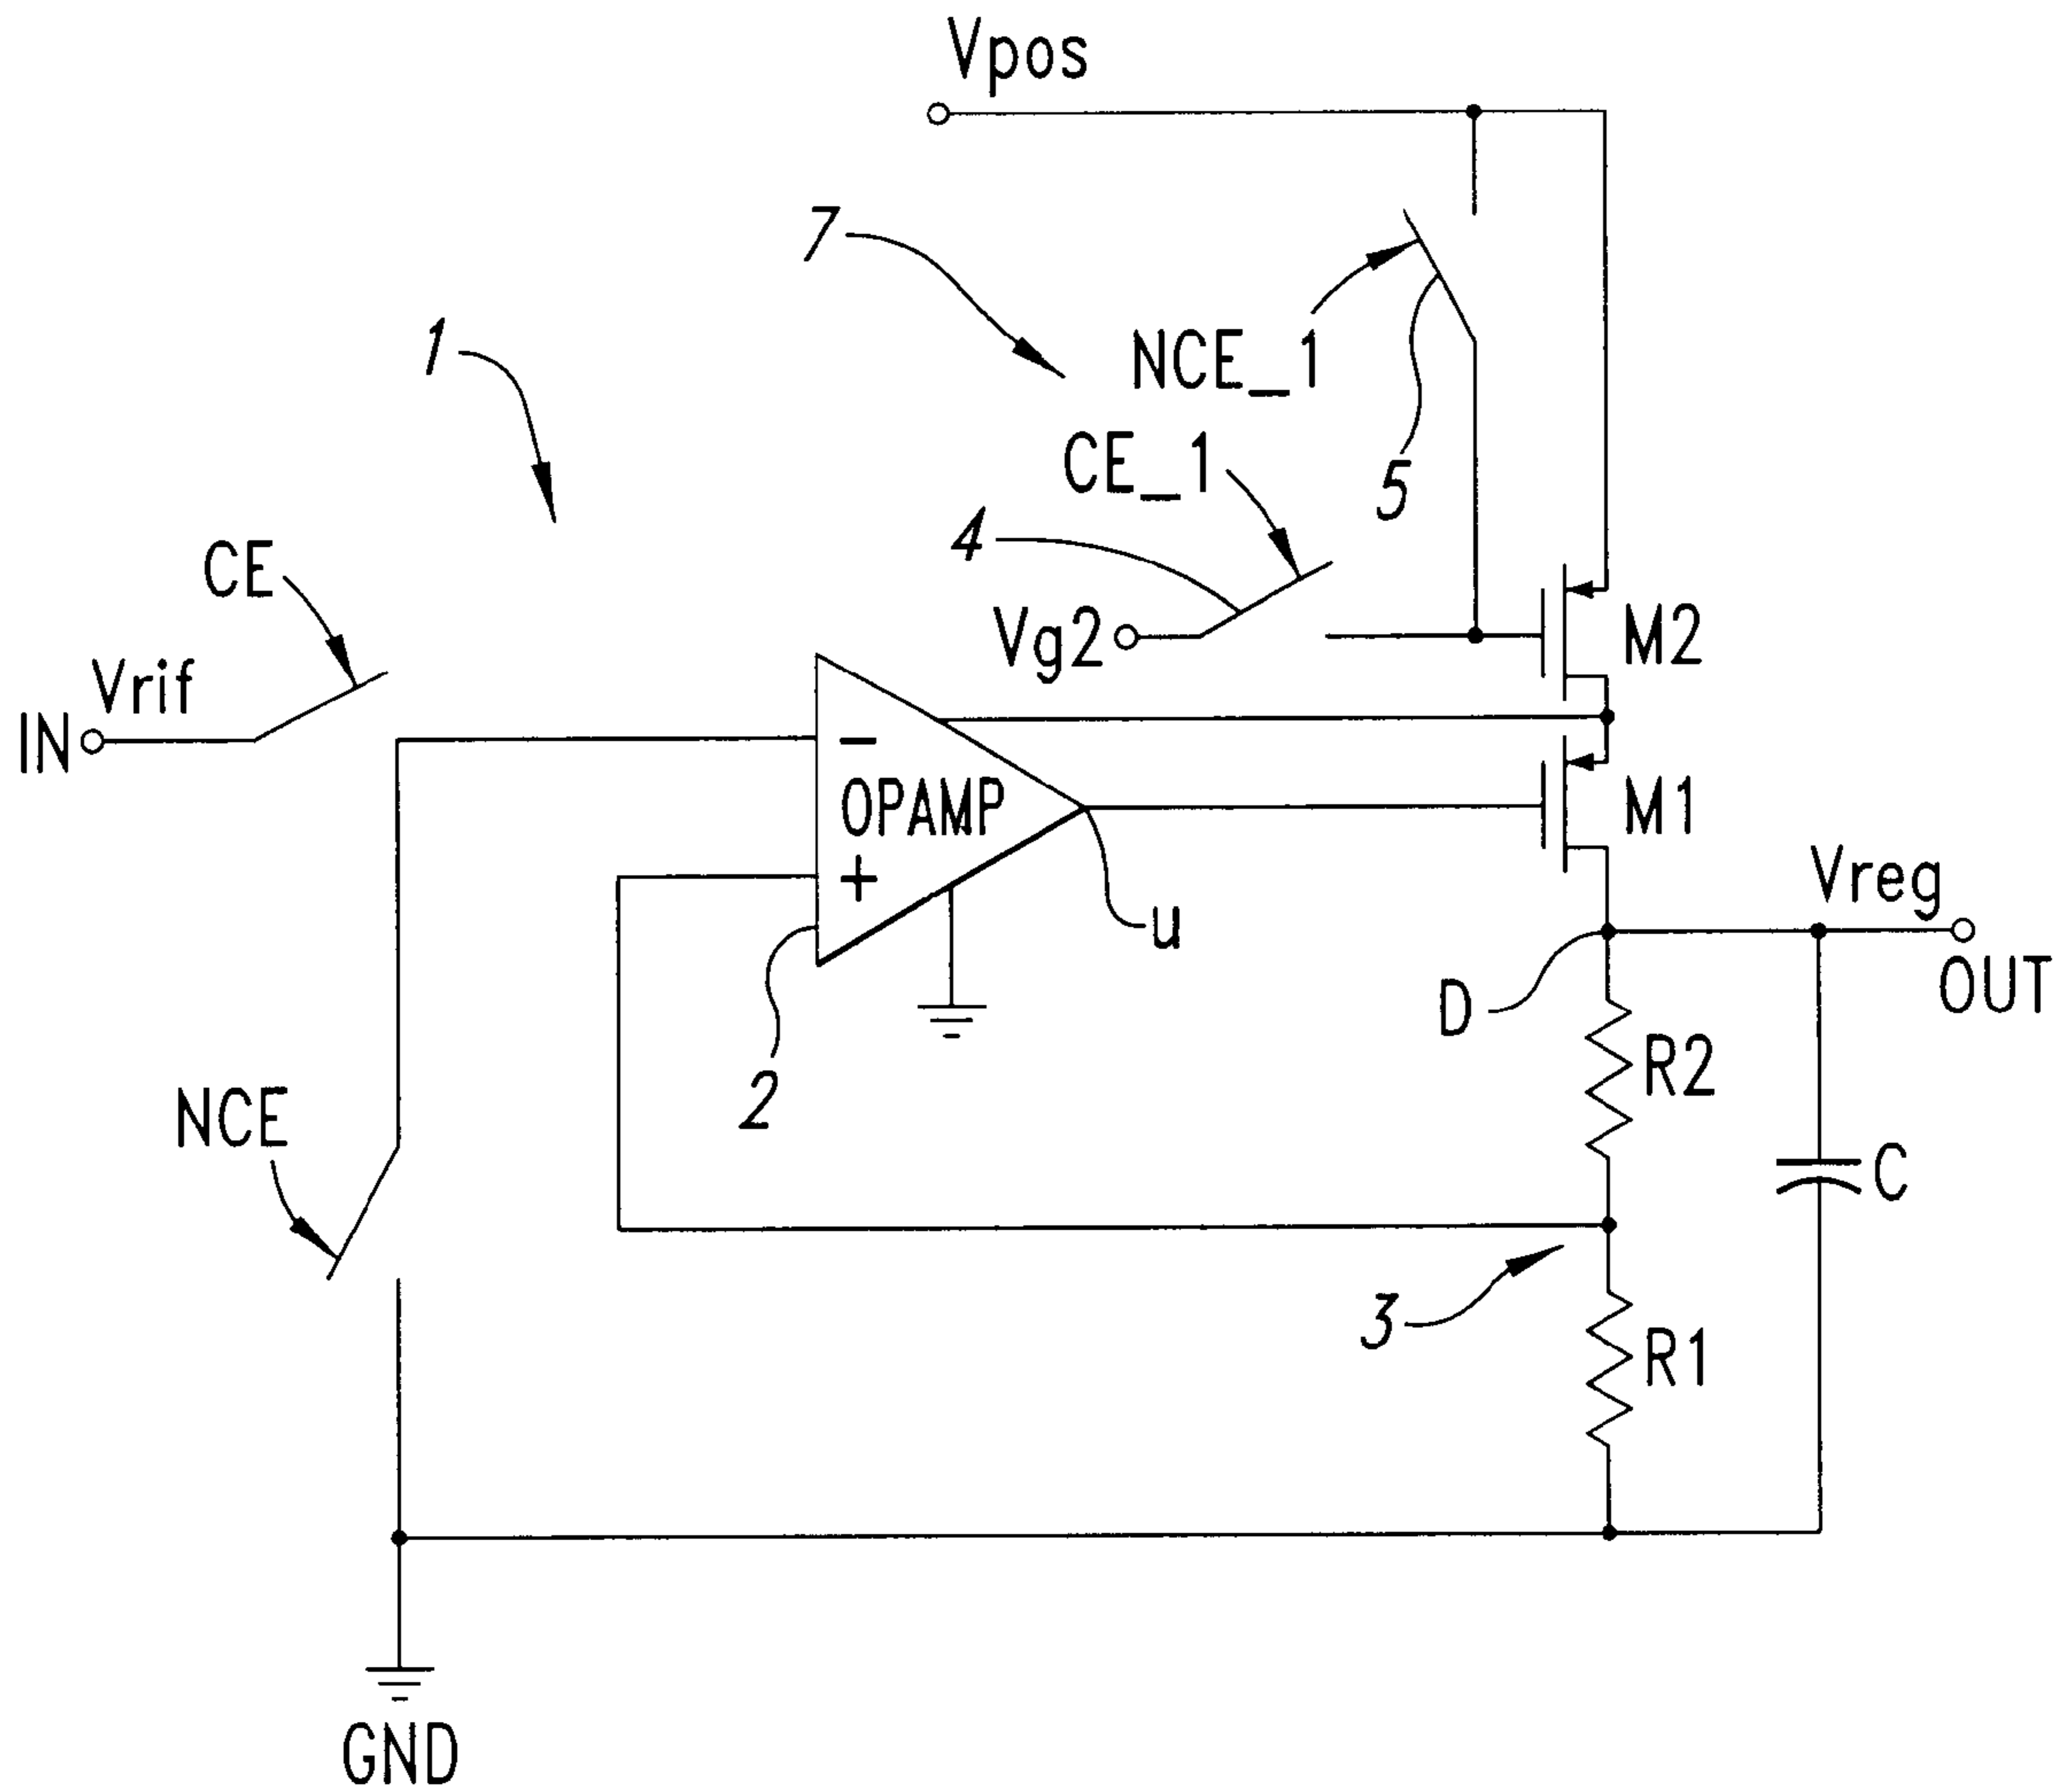 Vpos
7
NCE_1
1
CE_1
5
4
CE
Vg2
M2
Vrif
IN
−
OPAMP
M1
+
Vreg
u
OUT
D
R2
2
NCE
C
3
R1
GND